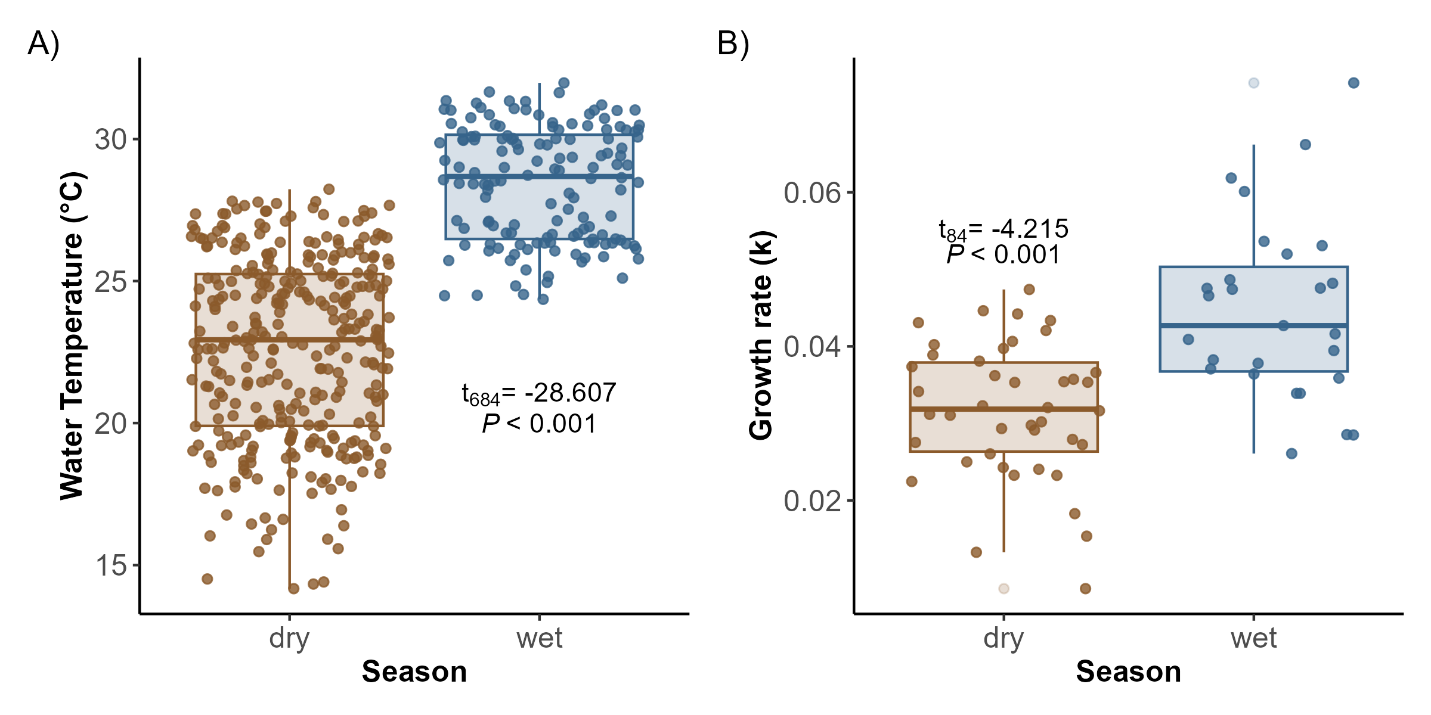 A)
Water Temperature (°C)
30
25
20
15
t684= -28.607
P < 0.001
dry
wet
Season
B)
Growth rate (k)
0.06
0.04
0.02
t84= -4.215
P < 0.001
dry
wet
Season